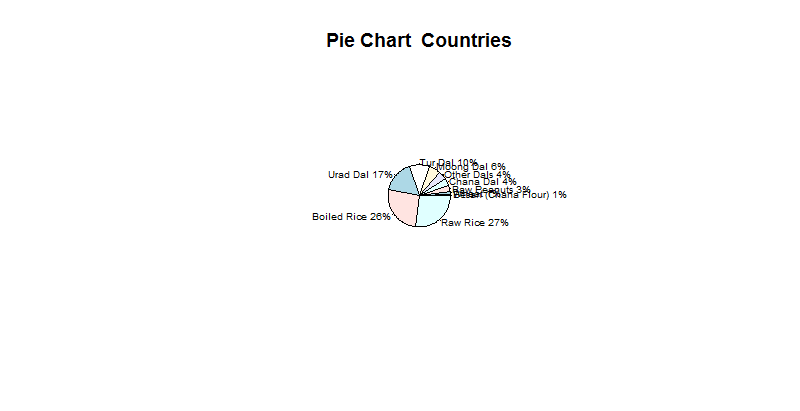 Pie Chart  Countries
Tur Dal 10%
Moong Dal 6%
Urad Dal 17%
Other Dals 4%
Chana Dal 4%
Raw Peanuts 3%
Besan (Chana Flour) 1%
Boiled Rice 26%
Raw Rice 27%